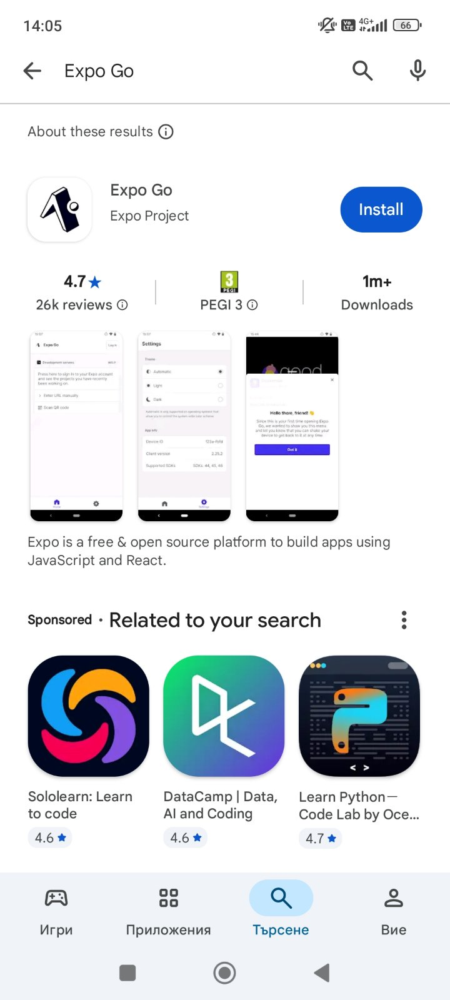 14:05
Vo LTE 4G+ 66
Expo Go
About these results
Expo Go
Expo Project
Install
4.7
26k reviews
3
PEGI
PEGI 3
1m+
Downloads
Expo Go
Log In
Development servers
HELP
Press here to sign in to your Expo account
and see the projects you have recently
been working on.
Enter URL manually
Scan QR code
Home
Settings
Theme
Automatic
Light
Dark
Automatic is only supported on operating systems that
allow you to control the system-wide color scheme.
App Info
Device ID
Client version
2.25.2
Supported SDKs
SDKs: 44, 45, 46
Settings
15:44
good
Hello there, friend! 👋
Since this is your first time opening Expo
Go, we wanted to show you this menu
and let you know that you can shake your
device to get back to it at any time.
Got it
Expo is a free & open source platform to build apps using
JavaScript and React.
Sponsored • Related to your search
< >
Sololearn: Learn
to code
4.6
DataCamp | Data,
AI and Coding
4.6
Learn Python—
Code Lab by Oce...
4.7
Игри
Приложения
Търсене
Вие